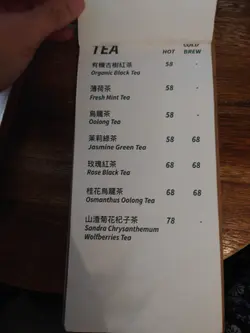 TEA HOT COLD BREW
有機古樹紅茶 58 -
Organic Black Tea
薄荷茶 58 -
Fresh Mint Tea
烏龍茶 58 -
Oolong Tea
茉莉綠茶 58 68
Jasmine Green Tea
玫瑰紅茶 68 68
Rose Black Tea
桂花烏龍茶 68 68
Osmanthus Oolong Tea
山渣菊花杞子茶 78 -
Sandra Chrysanthemum
Wolfberries Tea